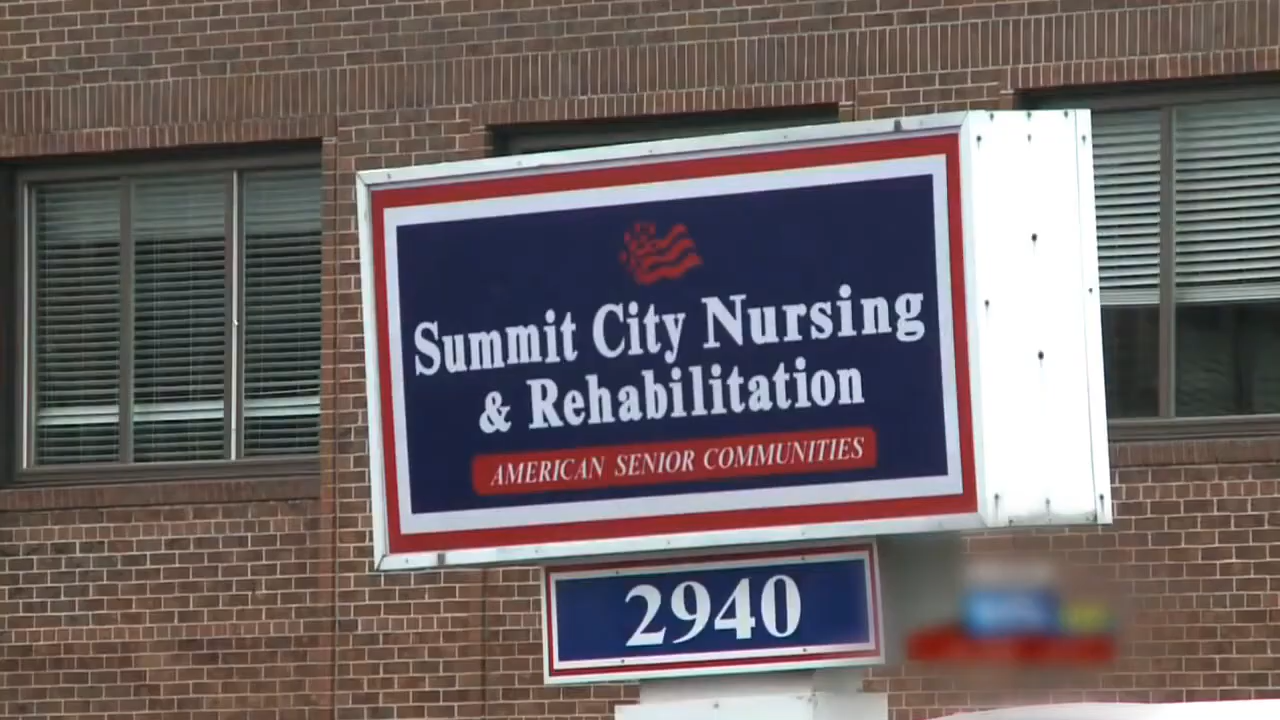 Summit City Nursing
& Rehabilitation
AMERICAN SENIOR COMMUNITIES
2940